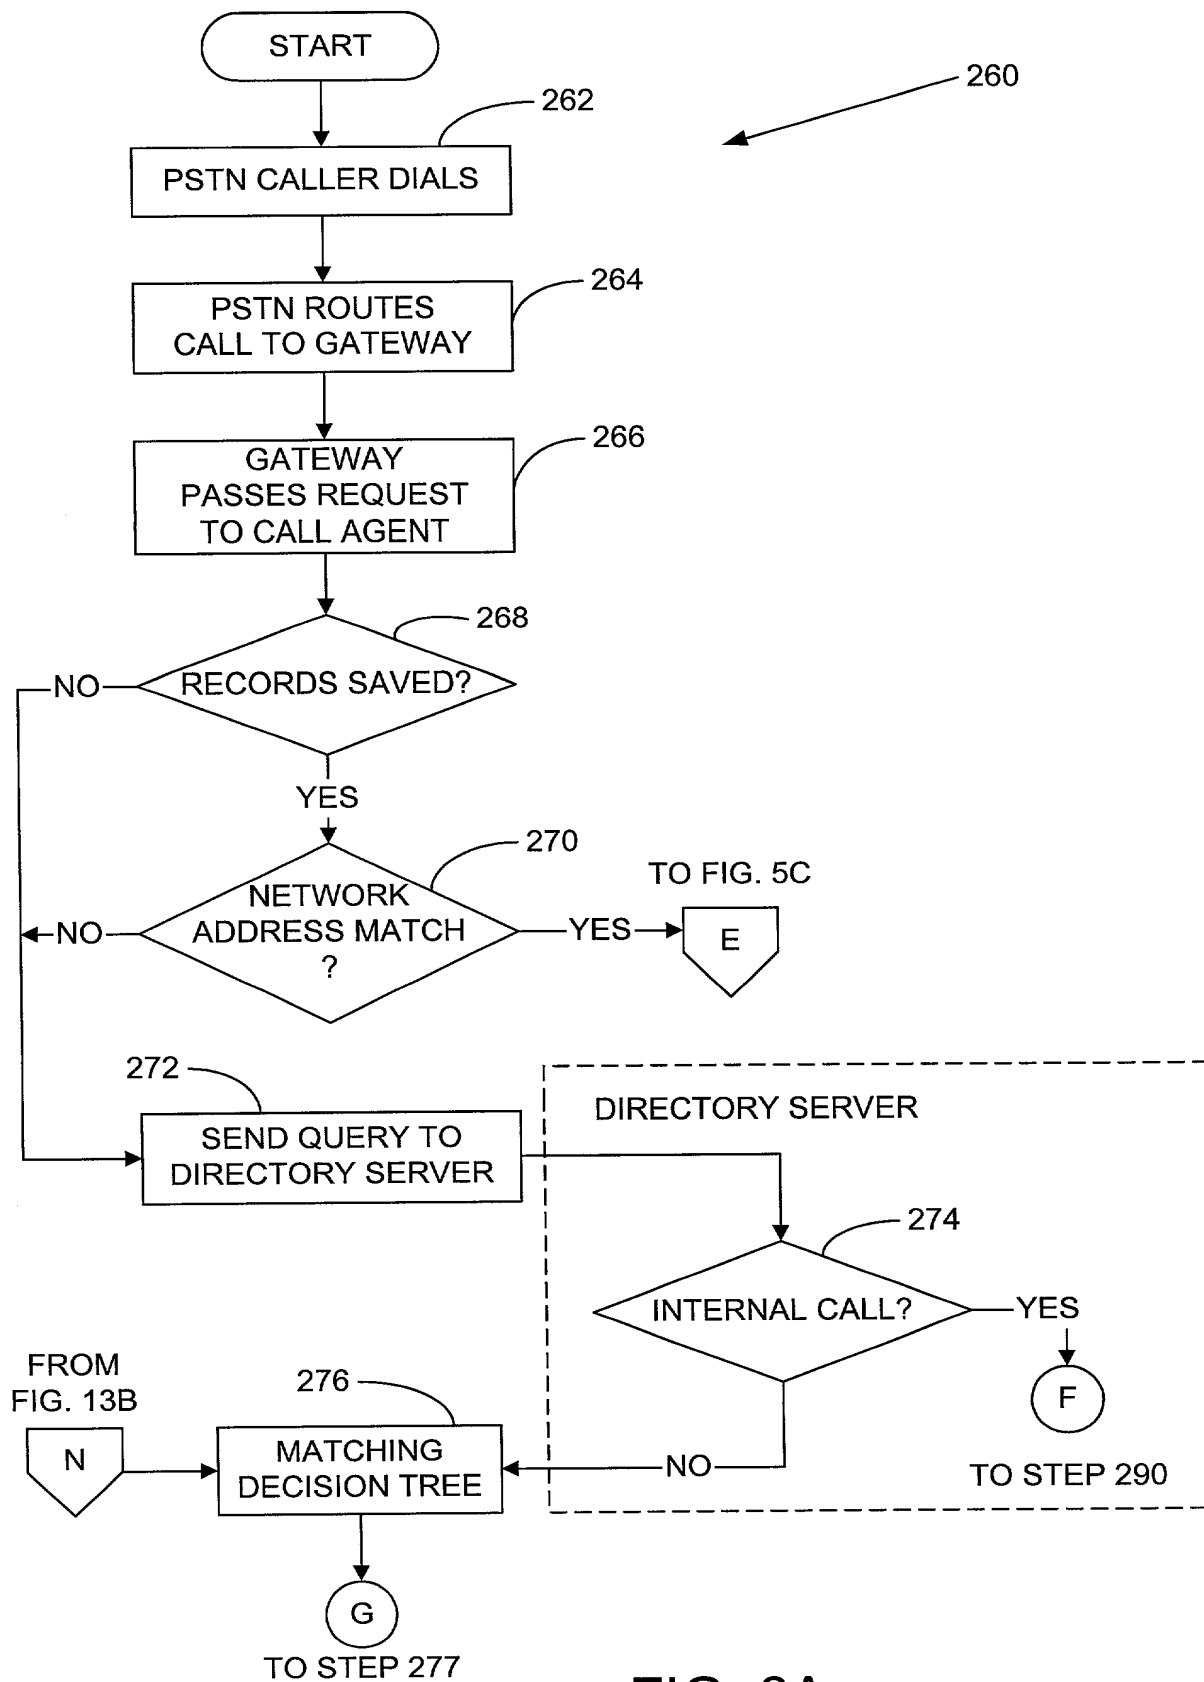 START
260
262
PSTN CALLER DIALS
264
PSTN ROUTES
CALL TO GATEWAY
266
GATEWAY
PASSES REQUEST
TO CALL AGENT
268
RECORDS SAVED?
NO
YES
270
NETWORK
ADDRESS MATCH
?
NO
YES
TO FIG. 5C
E
272
SEND QUERY TO
DIRECTORY SERVER
DIRECTORY SERVER
274
INTERNAL CALL?
YES
F
TO STEP 290
NO
FROM
FIG. 13B
N
276
MATCHING
DECISION TREE
G
TO STEP 277